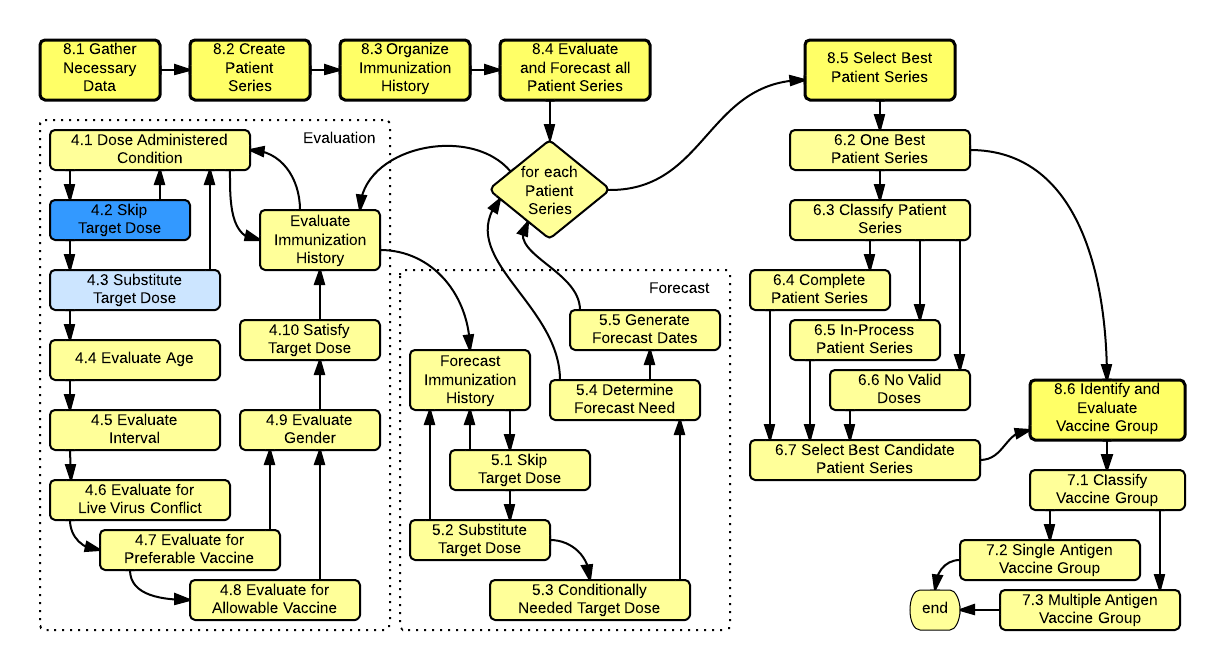 8.1 Gather
Necessary
Data
8.2 Create
Patient
Series
8.3 Organize
Immunization
History
8.4 Evaluate
and Forecast all
Patient Series
8.5 Select Best
Patient Series
Evaluation
4.1 Dose Administered
Condition
4.2 Skip
Target Dose
4.3 Substitute
Target Dose
4.4 Evaluate Age
4.5 Evaluate
Interval
4.6 Evaluate for
Live Virus Conflict
4.7 Evaluate for
Preferable Vaccine
4.8 Evaluate for
Allowable Vaccine
4.9 Evaluate
Gender
4.10 Satisfy
Target Dose
Evaluate
Immunization
History
for each
Patient
Series
Forecast
Forecast
Immunization
History
5.1 Skip
Target Dose
5.2 Substitute
Target Dose
5.3 Conditionally
Needed Target Dose
5.4 Determine
Forecast Need
5.5 Generate
Forecast Dates
6.2 One Best
Patient Series
6.3 Classify Patient
Series
6.4 Complete
Patient Series
6.5 In-Process
Patient Series
6.6 No Valid
Doses
6.7 Select Best Candidate
Patient Series
8.6 Identify and
Evaluate
Vaccine Group
7.1 Classify
Vaccine Group
7.2 Single Antigen
Vaccine Group
7.3 Multiple Antigen
Vaccine Group
end